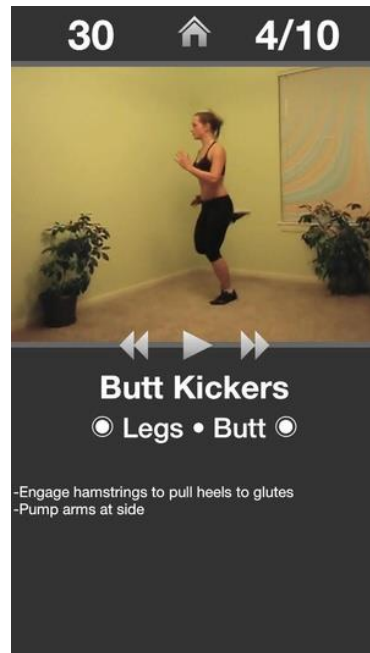 30 4/10
Butt Kickers
◉ Legs • Butt ◉
-Engage hamstrings to pull heels to glutes
-Pump arms at side